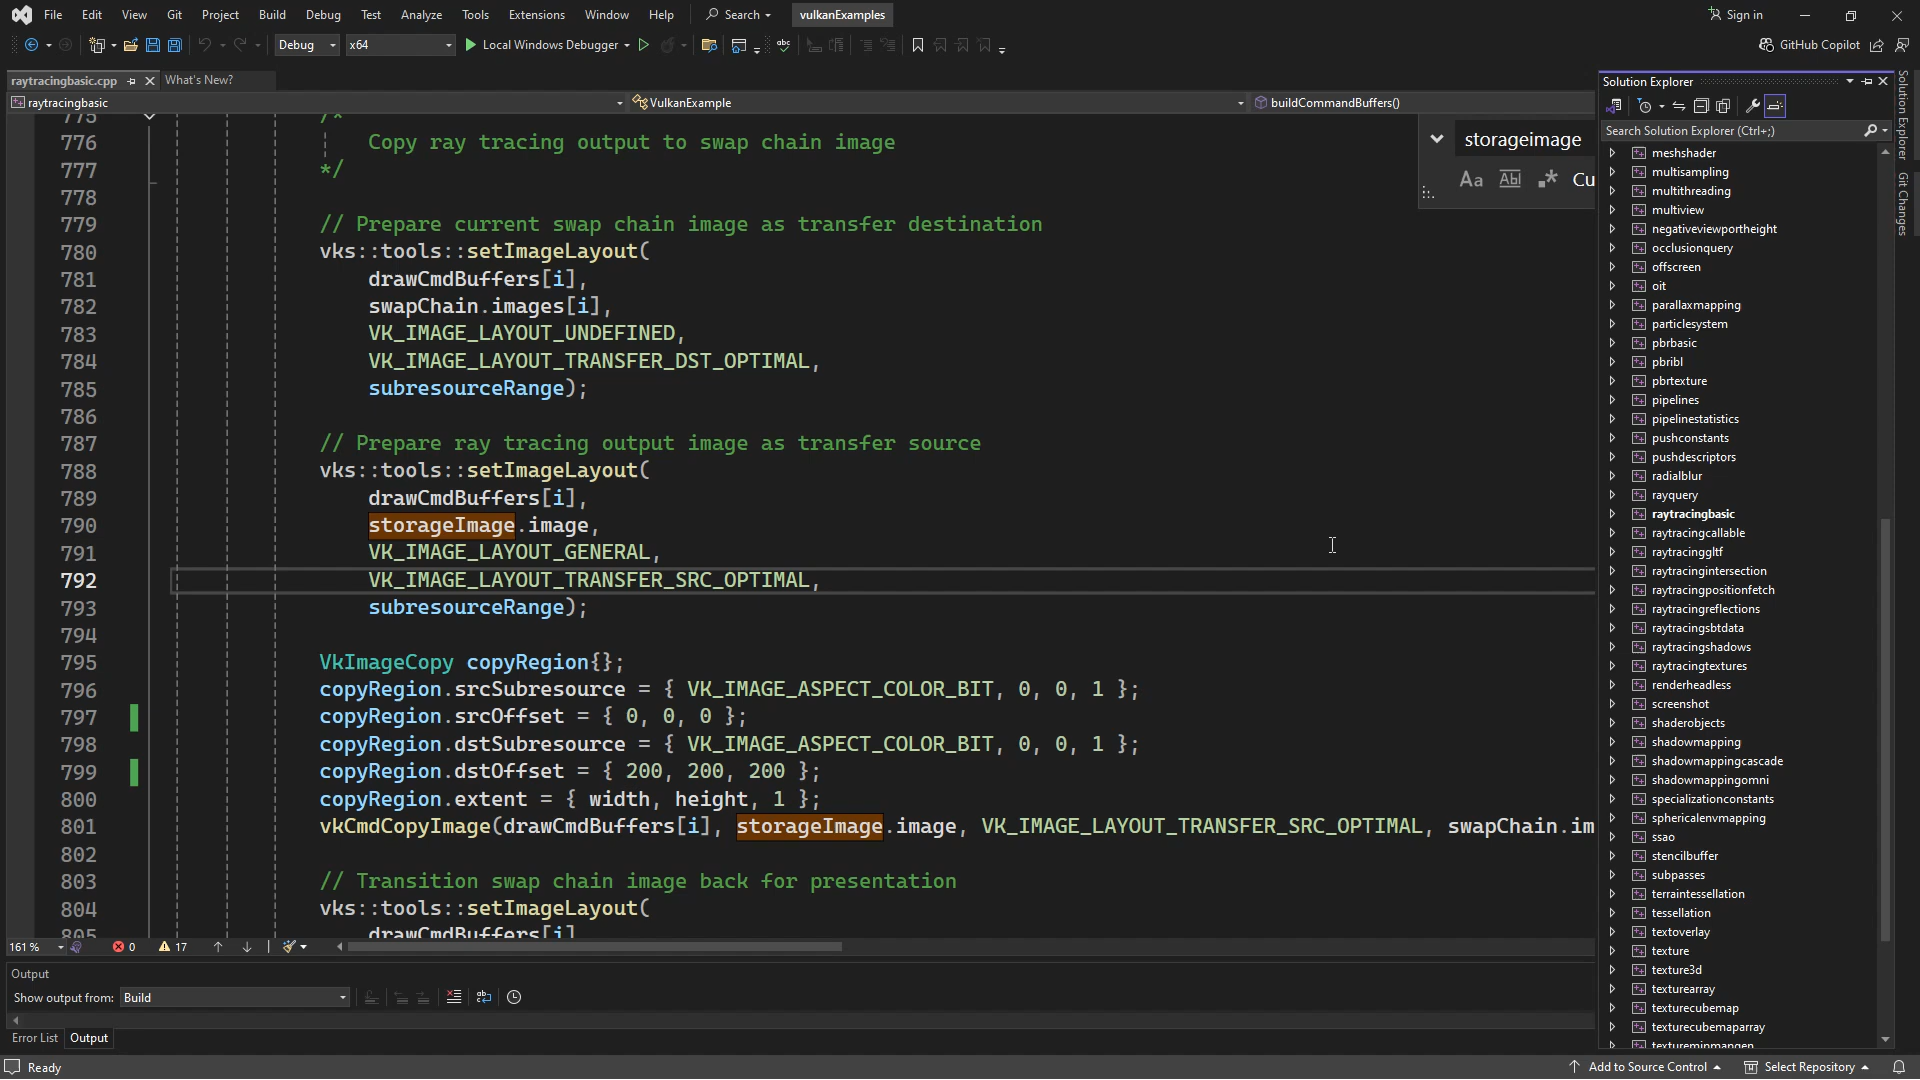 File Edit View Git Project Build Debug Test Analyze Tools Extensions Window Help Search vulkanExamples Sign in
Debug x64 Local Windows Debugger GitHub Copilot
raytracingbasic.cpp What's New?
raytracingbasic VulkanExample buildCommandBuffers()
775 /*
776 Copy ray tracing output to swap chain image
777 */
778
779 // Prepare current swap chain image as transfer destination
780 vks::tools::setImageLayout(
781 drawCmdBuffers[i],
782 swapChain.images[i],
783 VK_IMAGE_LAYOUT_UNDEFINED,
784 VK_IMAGE_LAYOUT_TRANSFER_DST_OPTIMAL,
785 subresourceRange);
786
787 // Prepare ray tracing output image as transfer source
788 vks::tools::setImageLayout(
789 drawCmdBuffers[i],
790 storageImage.image,
791 VK_IMAGE_LAYOUT_GENERAL,
792 VK_IMAGE_LAYOUT_TRANSFER_SRC_OPTIMAL,
793 subresourceRange);
794
795 VkImageCopy copyRegion{};
796 copyRegion.srcSubresource = { VK_IMAGE_ASPECT_COLOR_BIT, 0, 0, 1 };
797 copyRegion.srcOffset = { 0, 0, 0 };
798 copyRegion.dstSubresource = { VK_IMAGE_ASPECT_COLOR_BIT, 0, 0, 1 };
799 copyRegion.dstOffset = { 200, 200, 200 };
800 copyRegion.extent = { width, height, 1 };
801 vkCmdCopyImage(drawCmdBuffers[i], storageImage.image, VK_IMAGE_LAYOUT_TRANSFER_SRC_OPTIMAL, swapChain.im
802
803 // Transition swap chain image back for presentation
804 vks::tools::setImageLayout(
805 drawCmdBuffers[i]
storageimage
Aa Abl .* Cu
161 % 0 17
Output
Show output from: Build
Error List Output
Ready
Solution Explorer
Search Solution Explorer (Ctrl+;)
meshshader
multisampling
multithreading
multiview
negativeviewportheight
occlusionquery
offscreen
oit
parallaxmapping
particlesystem
pbrbasic
pbribl
pbrtexture
pipelines
pipelinestatistics
pushconstants
pushdescriptors
radialblur
rayquery
raytracingbasic
raytracingcallable
raytracinggltf
raytracingintersection
raytracingpositionfetch
raytracingreflections
raytracingsbtdata
raytracingshadows
raytracingtextures
renderheadless
screenshot
shaderobjects
shadowmapping
shadowmappingcascade
shadowmappingomni
specializationconstants
sphericalenvmapping
ssao
stencilbuffer
subpasses
terraintessellation
tessellation
textoverlay
texture
texture3d
texturearray
texturecubemap
texturecubemaparray
texturemipmapgen
Solution Explorer
Git Changes
Add to Source Control Select Repository